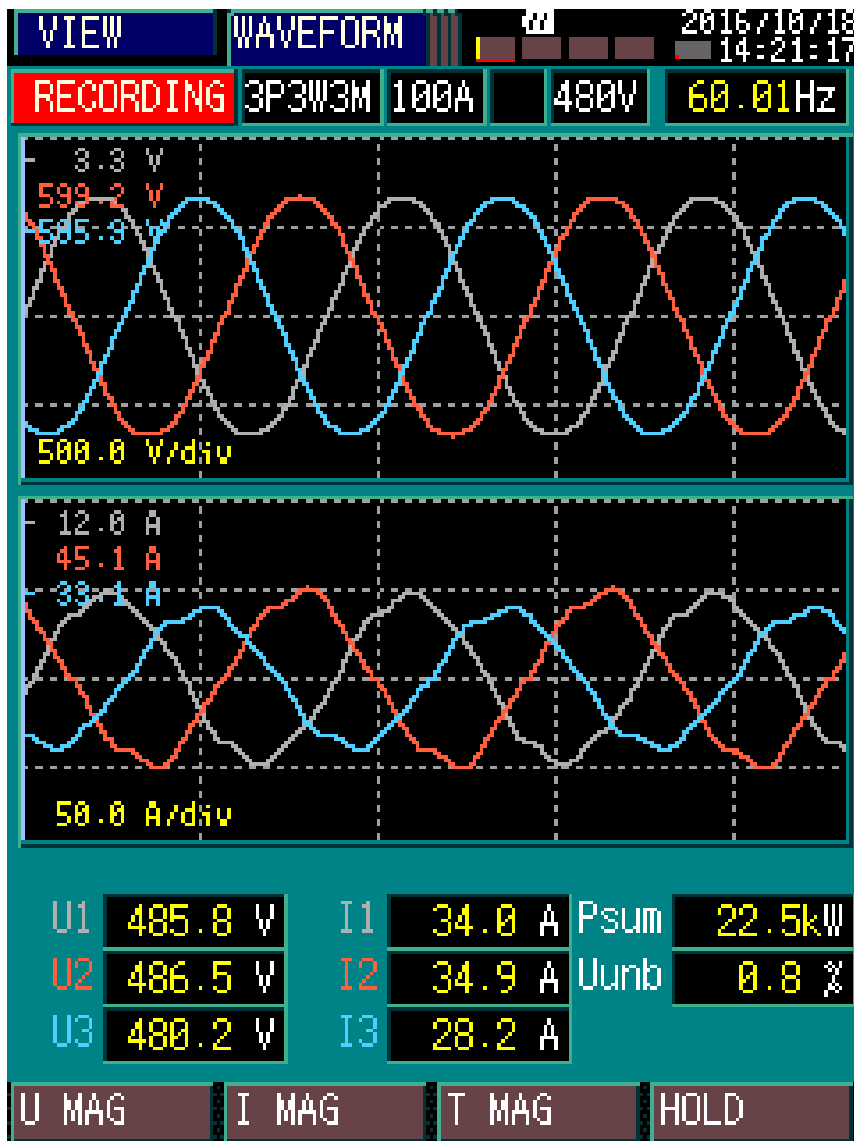 VIEW WAVEFORM 2016/10/18
14:21:17
RECORDING 3P3W3M 100A 480V 60.01Hz
3.3 V
599.2 V
595.9 V
500.0 V/div
12.0 A
45.1 A
33.1 A
50.0 A/div
U1 485.8 V I1 34.0 A Psum 22.5kW
U2 486.5 V I2 34.9 A Uunb 0.8 %
U3 480.2 V I3 28.2 A
U MAG I MAG T MAG HOLD